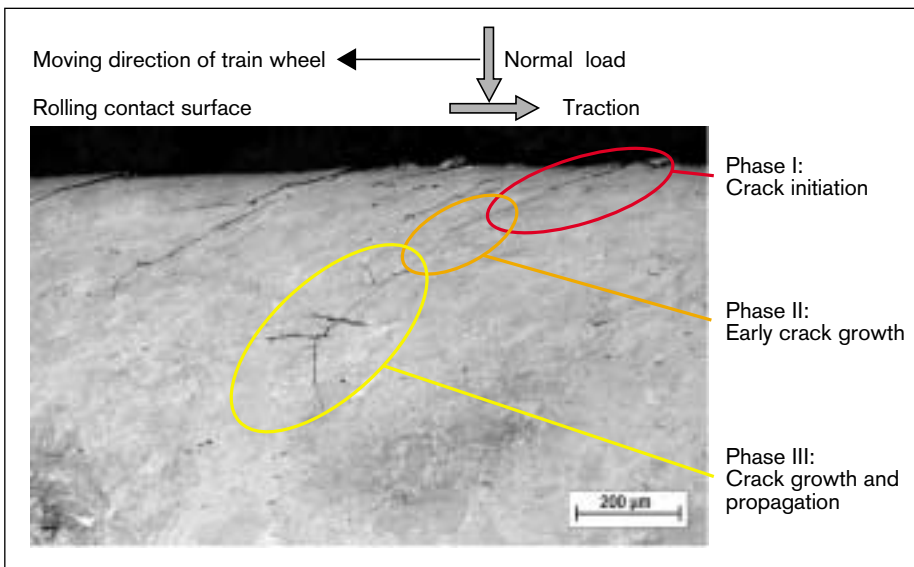 Moving direction of train wheel
Normal load
Rolling contact surface
Traction
Phase I:
Crack initiation
Phase II:
Early crack growth
Phase III:
Crack growth and
propagation
200 µm